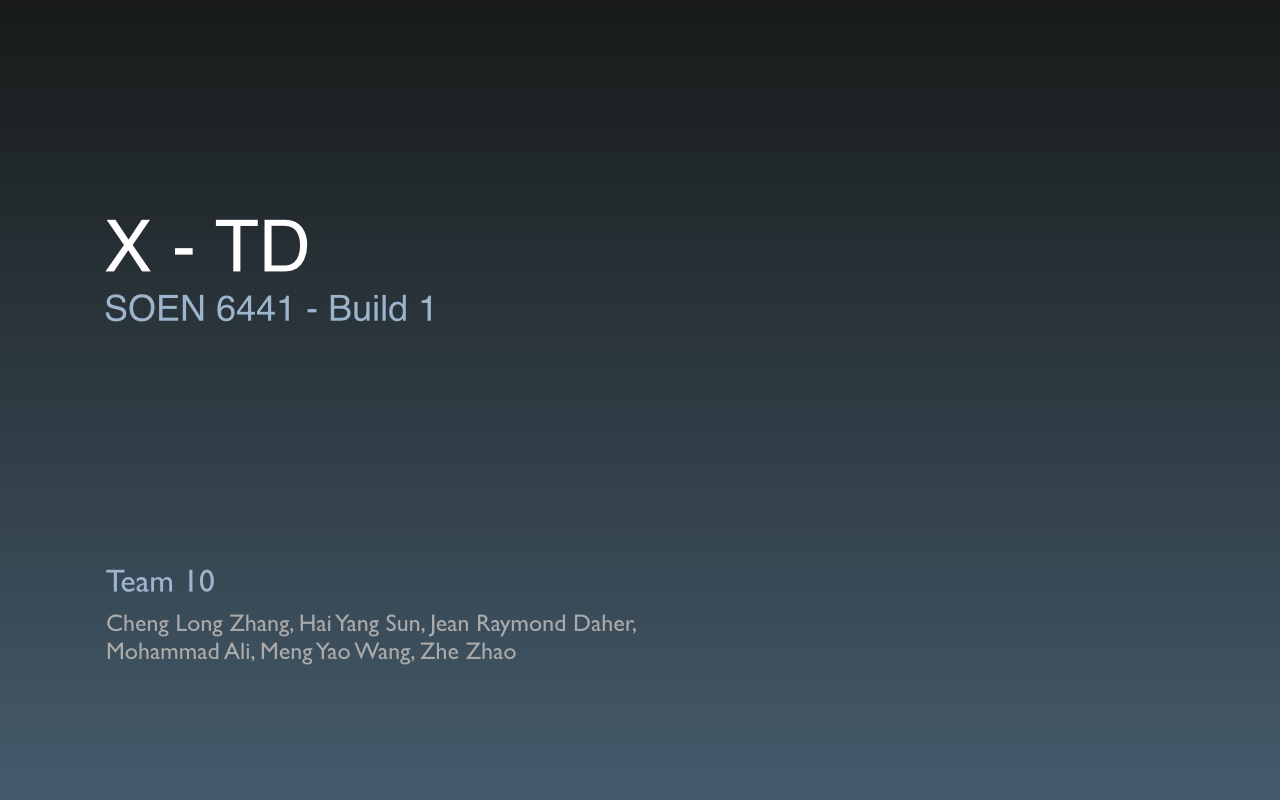 X - TD
SOEN 6441 - Build 1
Team 10
Cheng Long Zhang, Hai Yang Sun, Jean Raymond Daher,
Mohammad Ali, Meng Yao Wang, Zhe Zhao